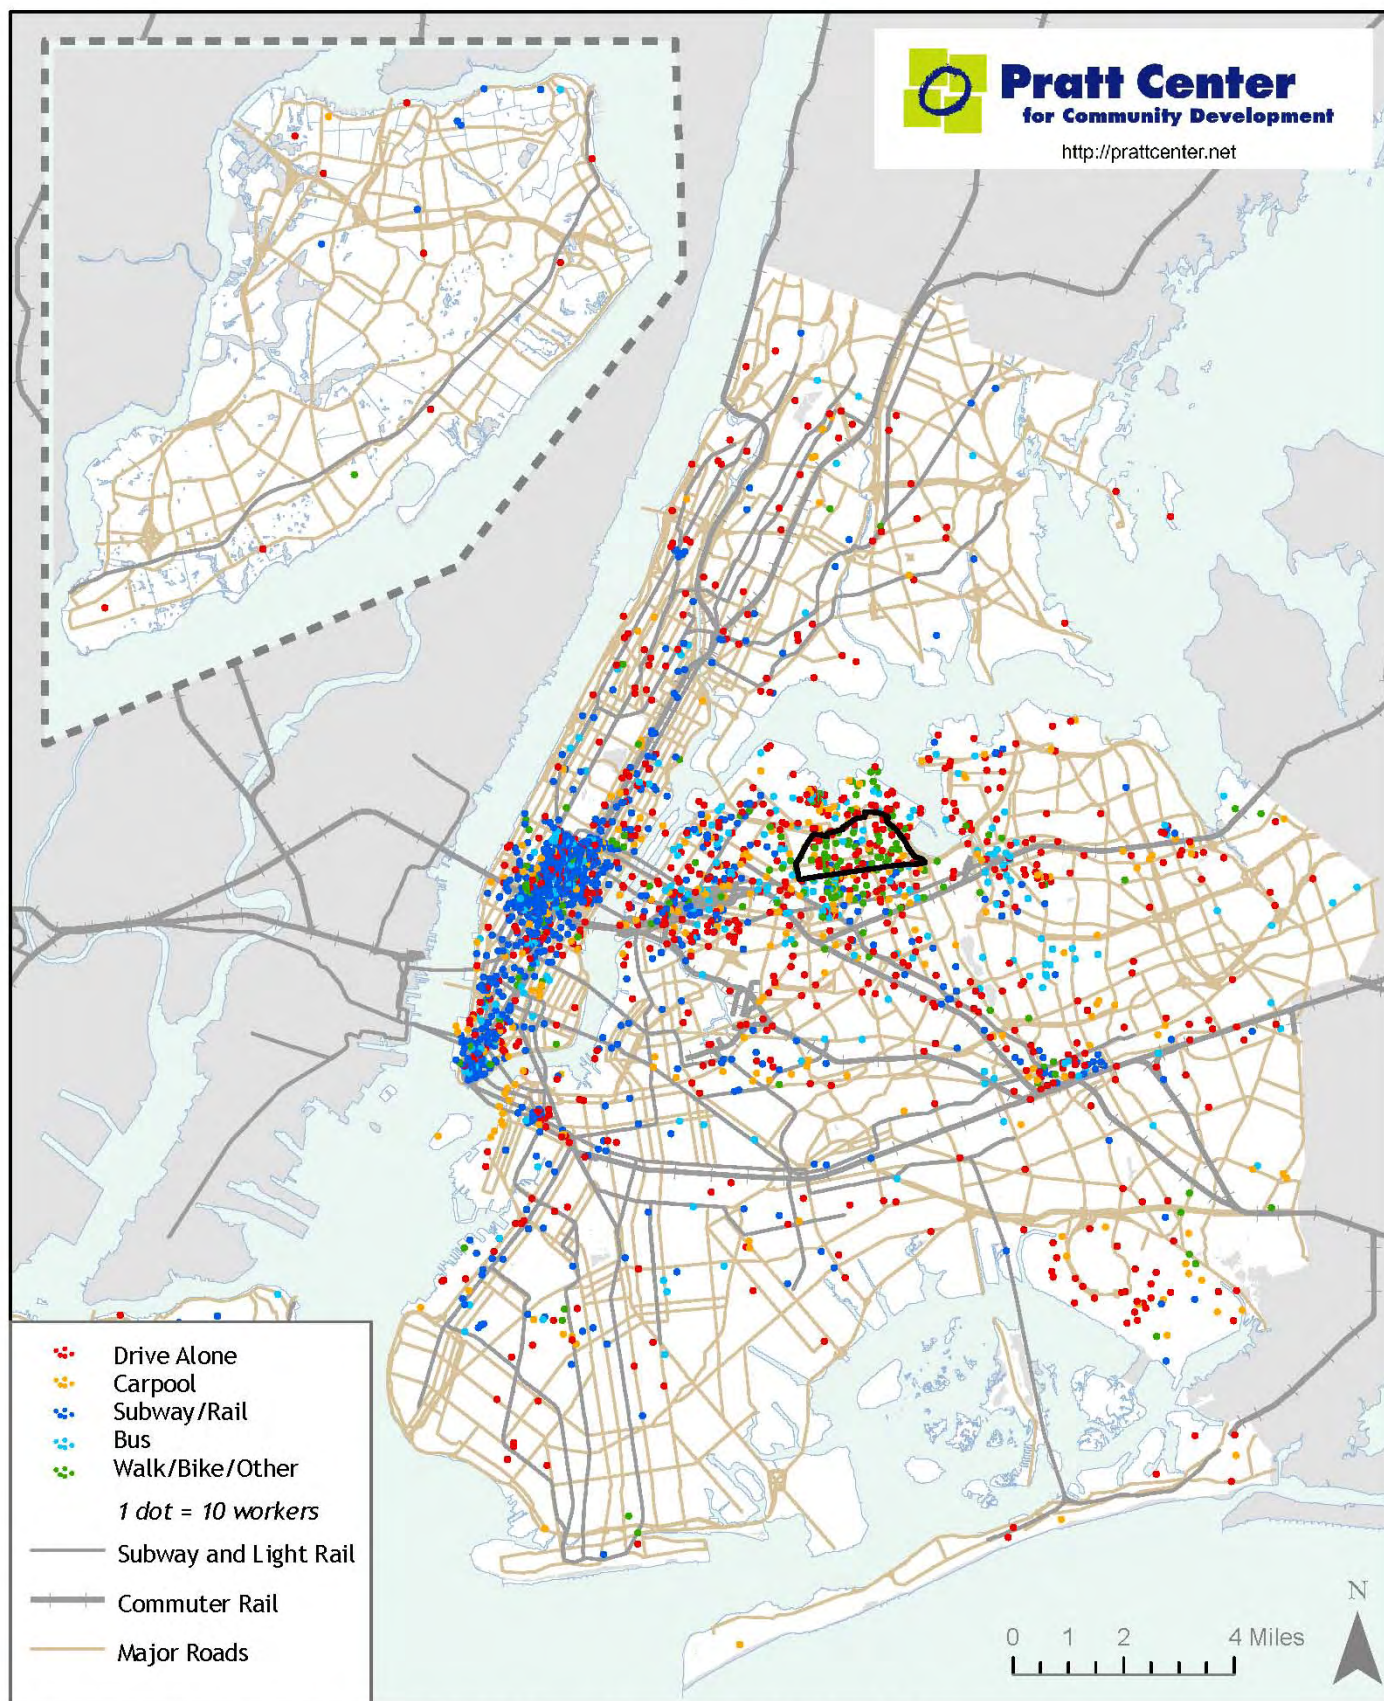 Pratt Center
for Community Development
http://prattcenter.net
Drive Alone
Carpool
Subway/Rail
Bus
Walk/Bike/Other
1 dot = 10 workers
Subway and Light Rail
Commuter Rail
Major Roads
N
0 1 2 4 Miles